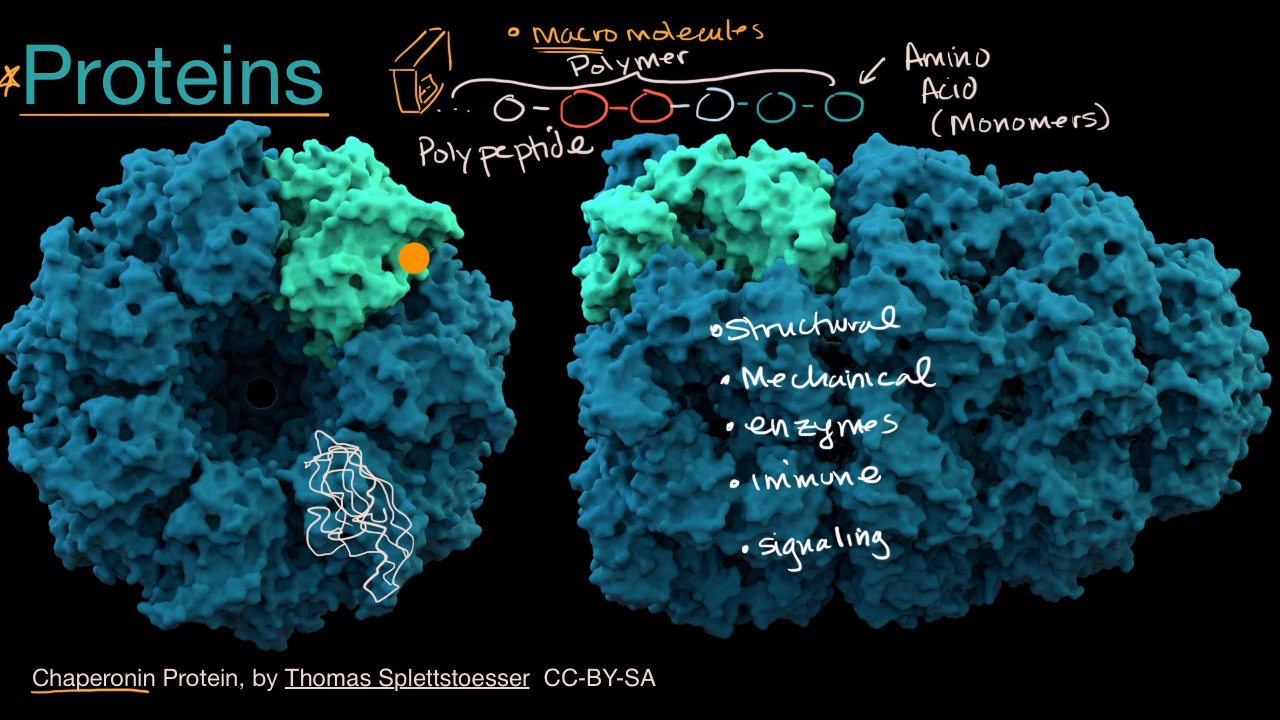 *Proteins
• Macromolecules
Polymer
... O-O-O-O-O-O
Amino
Acid
(Monomers)
Polypeptide
• Structural
• Mechanical
• enzymes
• immune
• signaling
Chaperonin Protein, by Thomas Splettstoesser CC-BY-SA